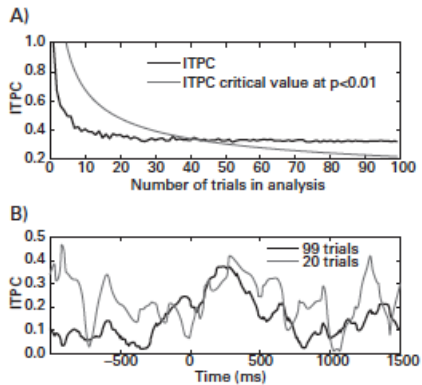 A)
1.0
0.8
0.6
0.4
0.2
ITPC
ITPC
ITPC critical value at p<0.01
0 10 20 30 40 50 60 70 80 90 100
Number of trials in analysis
B)
0.5
0.4
0.3
0.2
0.1
0.0
ITPC
99 trials
20 trials
−500 0 500 1000 1500
Time (ms)